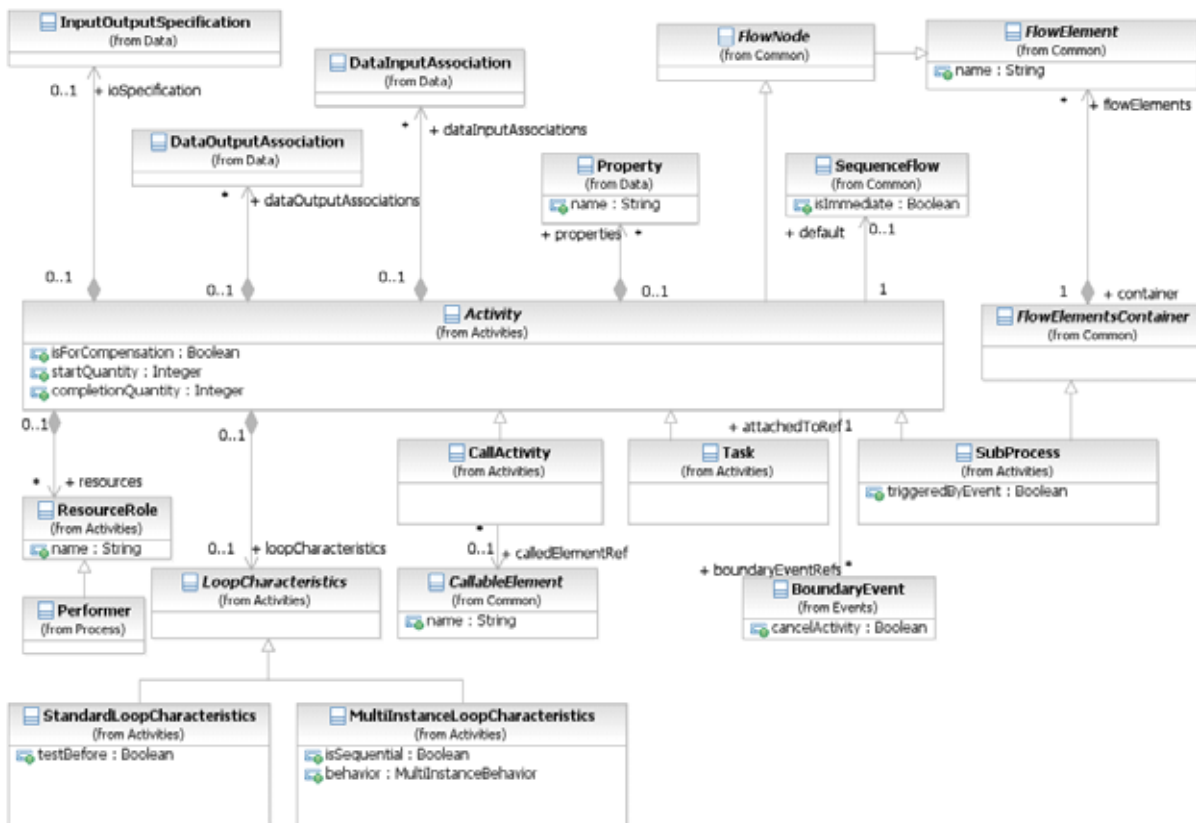 InputOutputSpecification
(from Data)
0..1
+ ioSpecification
DataInputAssociation
(from Data)
*
+ dataInputAssociations
FlowNode
(from Common)
FlowElement
(from Common)
name : String
*
+ flowElements
DataOutputAssociation
(from Data)
*
+ dataOutputAssociations
Property
(from Data)
name : String
+ properties
*
SequenceFlow
(from Common)
isImmediate : Boolean
+ default
0..1
0..1
0..1
0..1
0..1
1
1
+ container
FlowElementsContainer
(from Common)
Activity
(from Activities)
isForCompensation : Boolean
startQuantity : Integer
completionQuantity : Integer
0..1
0..1
+ attachedToRef
1
CallActivity
(from Activities)
Task
(from Activities)
SubProcess
(from Activities)
triggeredByEvent : Boolean
*
+ resources
ResourceRole
(from Activities)
name : String
0..1
+ loopCharacteristics
*
0..1
+ calledElementRef
+ boundaryEventRefs
*
Performer
(from Process)
LoopCharacteristics
(from Activities)
CallableElement
(from Common)
name : String
BoundaryEvent
(from Events)
cancelActivity : Boolean
StandardLoopCharacteristics
(from Activities)
testBefore : Boolean
MultiInstanceLoopCharacteristics
(from Activities)
isSequential : Boolean
behavior : MultiInstanceBehavior